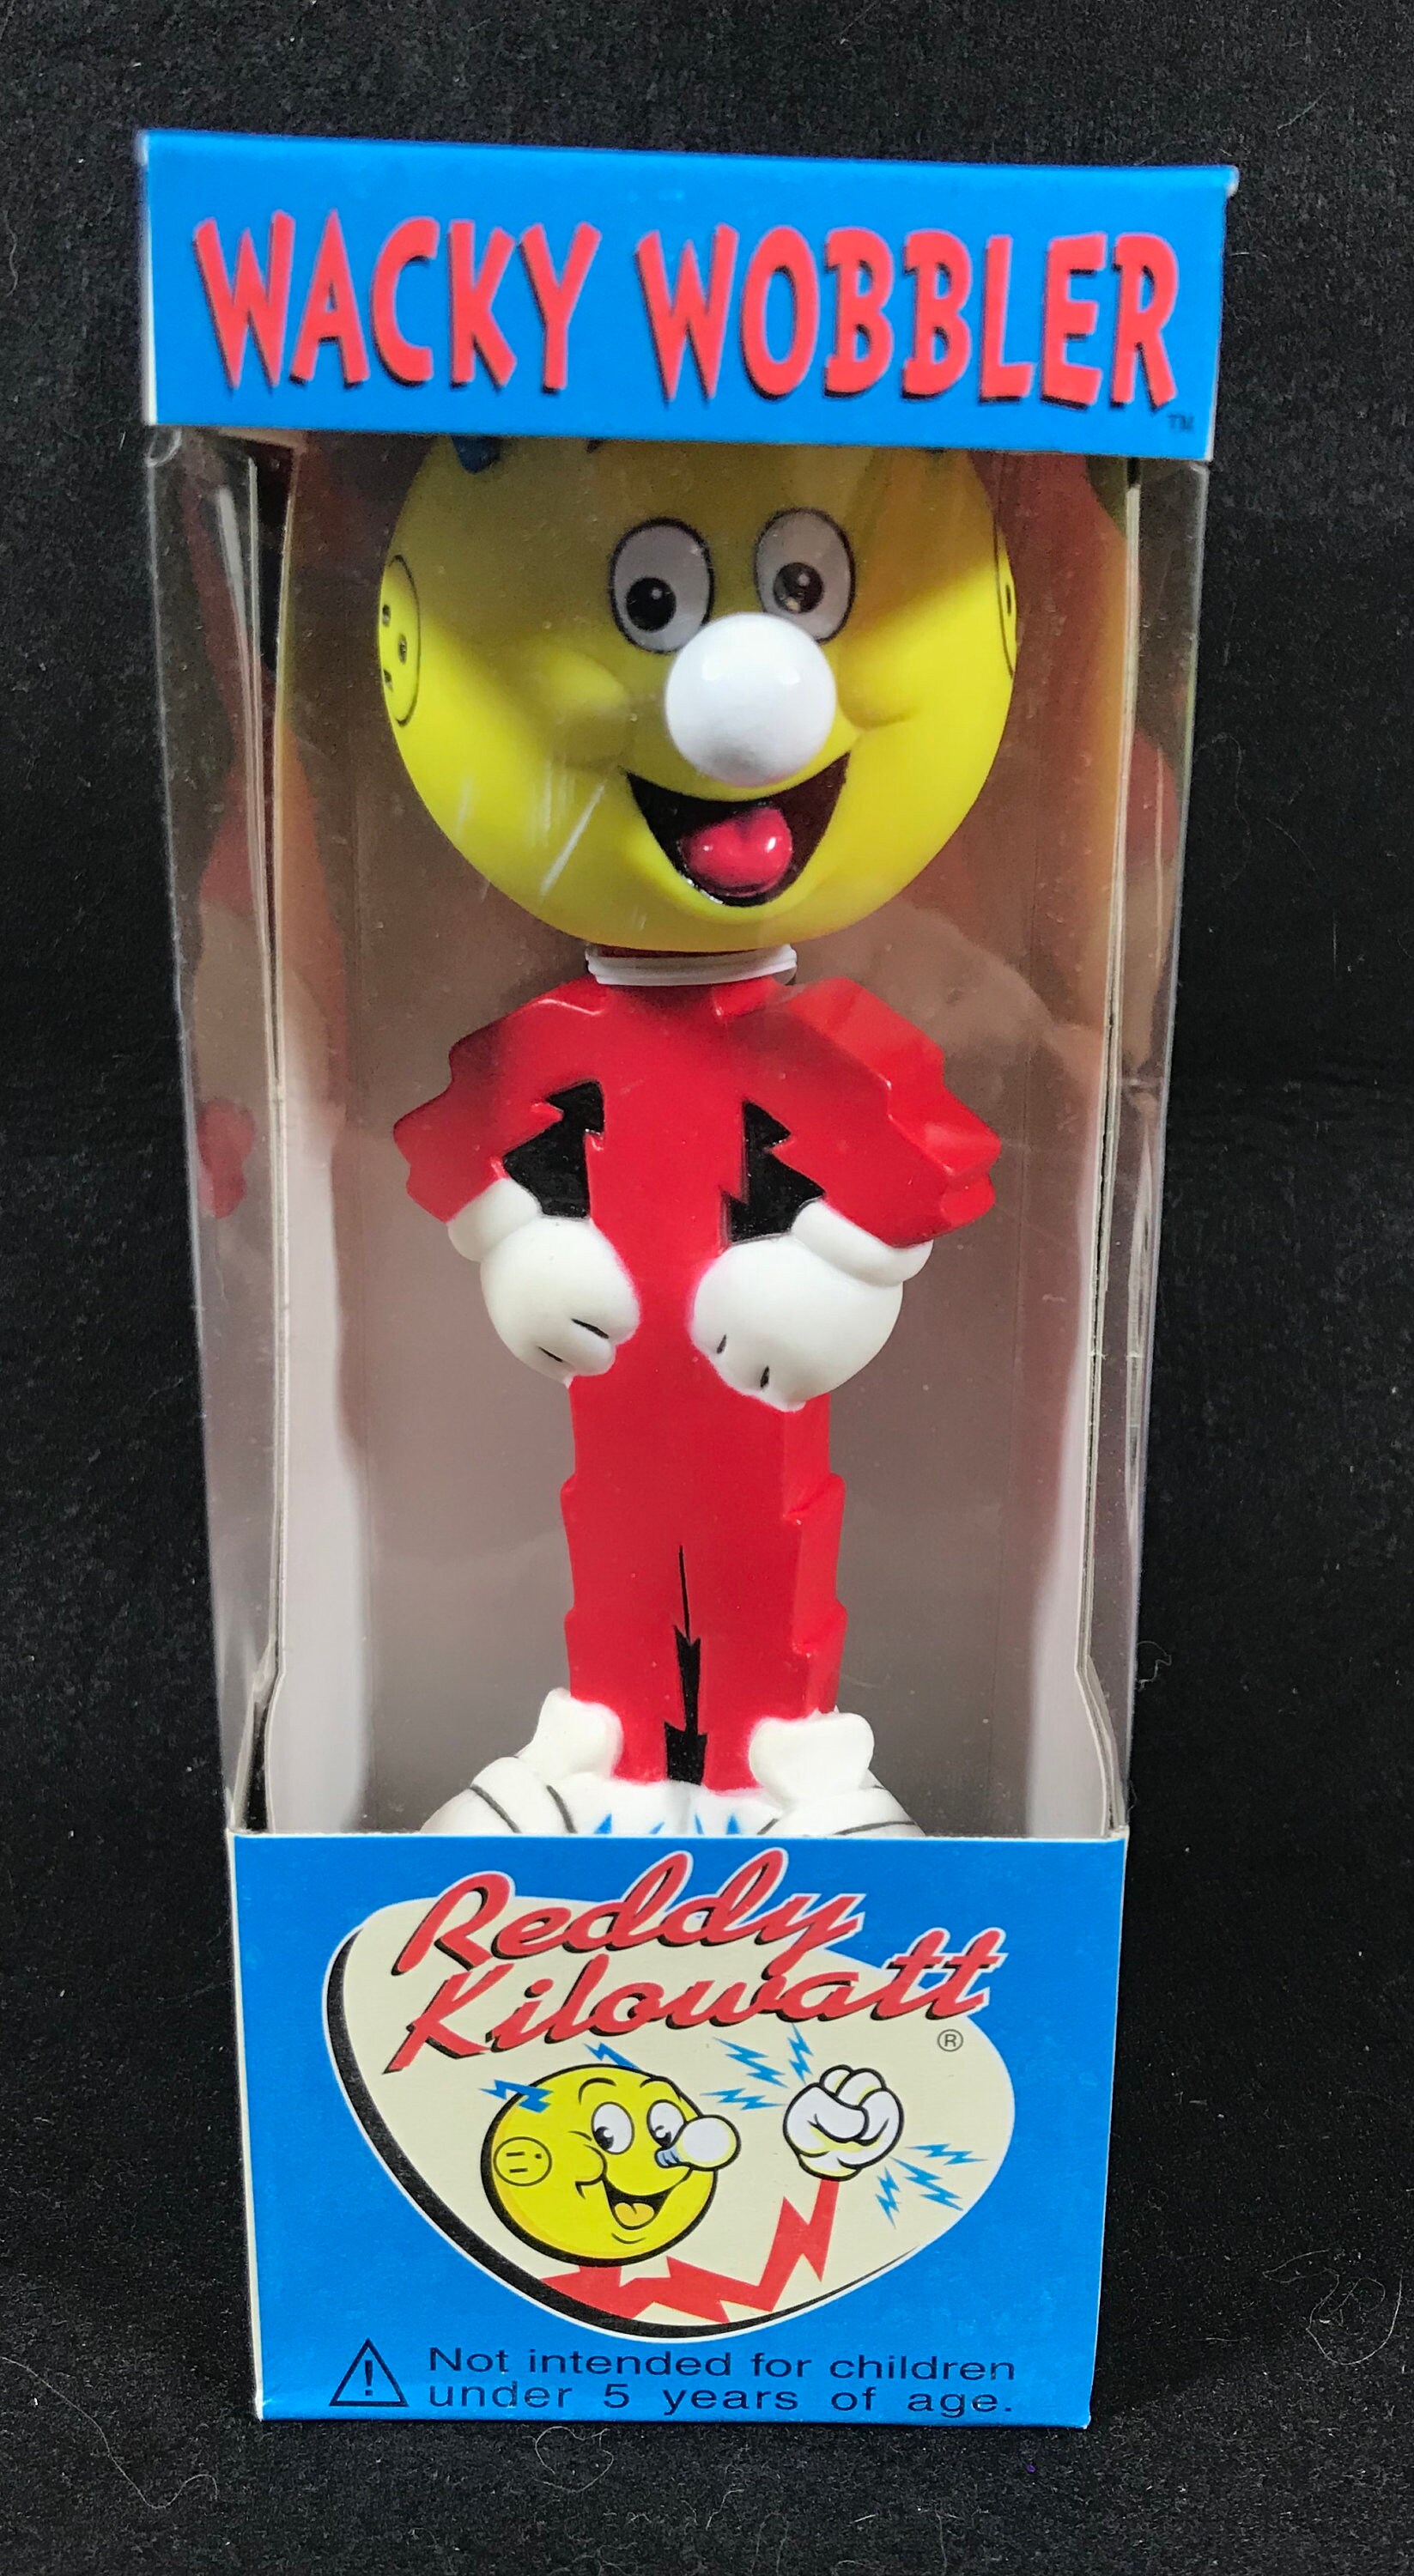 WACKY WOBBLER
TM
Reddy
Kilowatt
®
! Not intended for children
under 5 years of age.